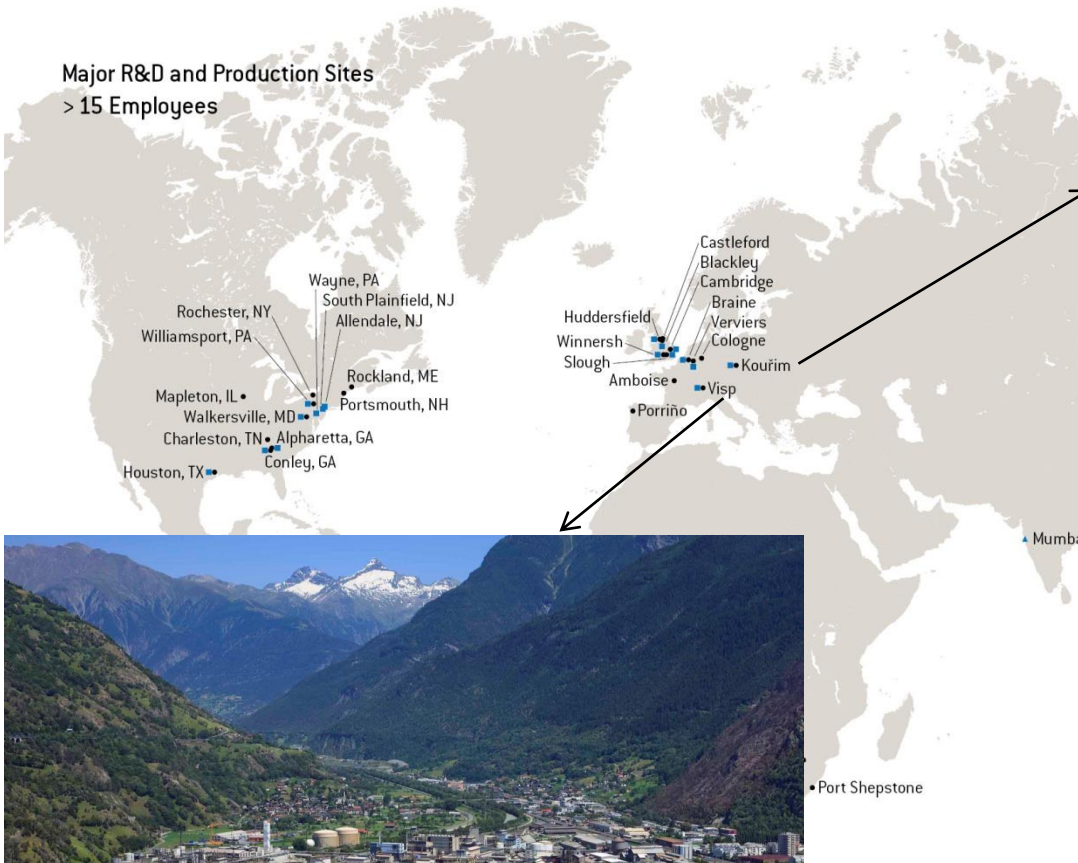 Major R&D and Production Sites
> 15 Employees
Castleford
Blackley
Cambridge
Braine
Verviers
Cologne
Huddersfield
Winnersh
Slough
Kouřim
Amboise
Visp
Porriño
Wayne, PA
South Plainfield, NJ
Allendale, NJ
Rochester, NY
Williamsport, PA
Rockland, ME
Mapleton, IL
Portsmouth, NH
Walkersville, MD
Charleston, TN
Alpharetta, GA
Conley, GA
Houston, TX
Mumba
Port Shepstone